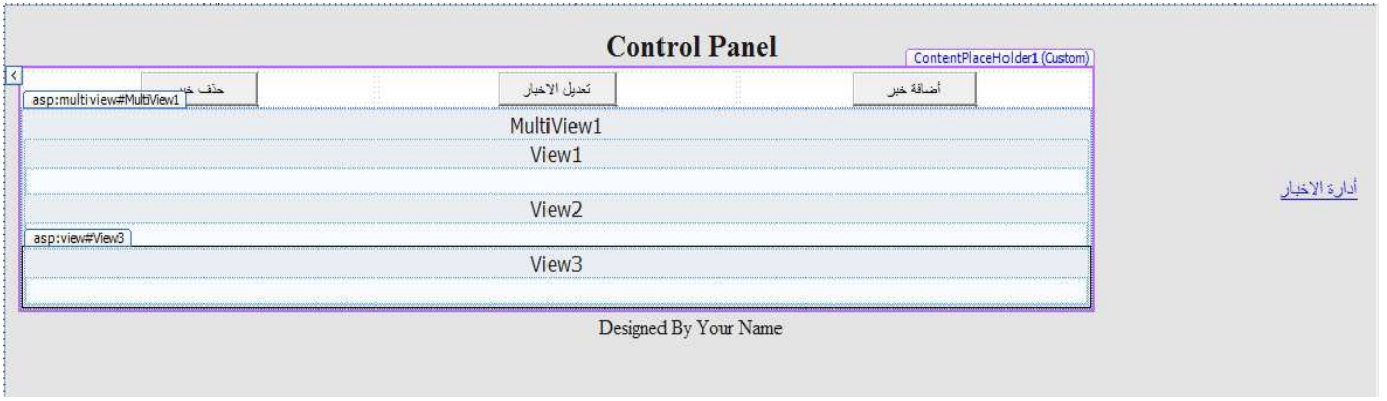 Control Panel
ContentPlaceHolder1 (Custom)
<
أضافة خبر
تعديل الاخبار
حذف
asp:multiview#MultiView1
MultiView1
View1
أدارة الاخبار
View2
asp:view#View3
View3
Designed By Your Name